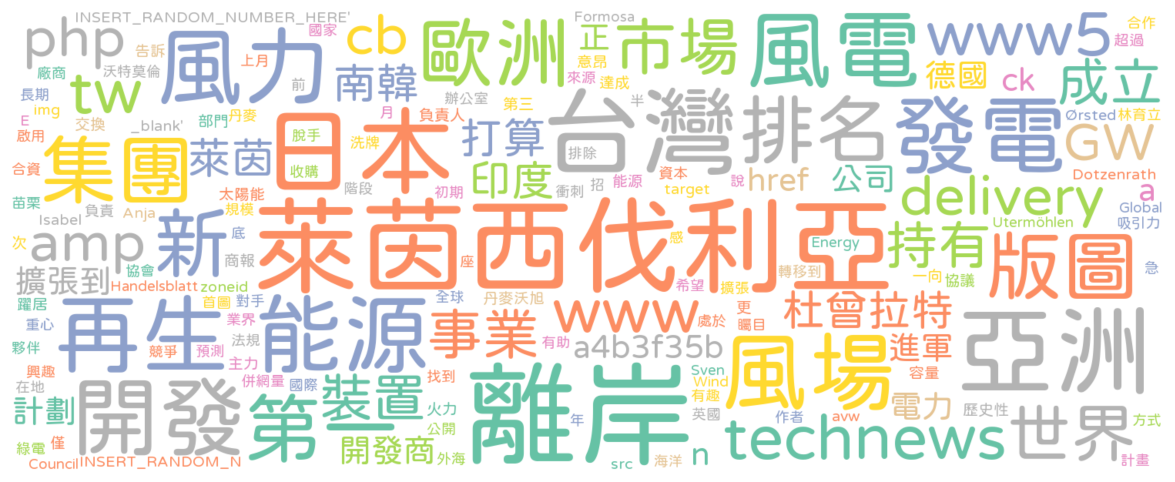 INSERT_RANDOM_NUMBER_HERE'
php
國家
告訴
上月
廠商
沃特莫倫
長期
tw
img
E
交換
_blank'
部門
丹麥
啟用
風力
cb
南韓
前
辦公室
月
負責人
歐洲
Formosa
正
意昂
來源
達成
第三
半
市場
風電
www5
合作
超過
德國
ck
成立
Ørsted
林育立
GW
Dotzenrath
合資
集團
萊茵
日本
脫手
收購
洗牌
打算
台灣
排名
發電
排除
印度
階段
初期
衝刺
招
能源
資本
target
說
href
公司
a
delivery
Global
吸引力
Utermöhlen
苗栗
Isabel
負責
Anja
太陽能
規模
次
amp
新
底
商報
協會
擴張到
Handelsblatt
zoneid
萊茵西伐利亞
座
感
希望
擴張
Energy
轉移到
持有
一向
協議
版圖
急
躍居
首圖
對手
全球
丹麥沃旭
更
矚目
杜曾拉特
重心
業界
法規
夥伴
競爭
預測
主力
再生能源
事業
www
處於
有助
a4b3f35b
進軍
容量
亞洲
興趣
在地
併網量
國際
找到
Sven
Wind
有趣
英國
風場
電力
歷史性
計劃
開發
第
裝置
火力
公開
離岸
年
作者
avw
世界
方式
綠電
僅
Council
INSERT_RANDOM_N
開發商
外海
src
n
海洋
technews
計畫